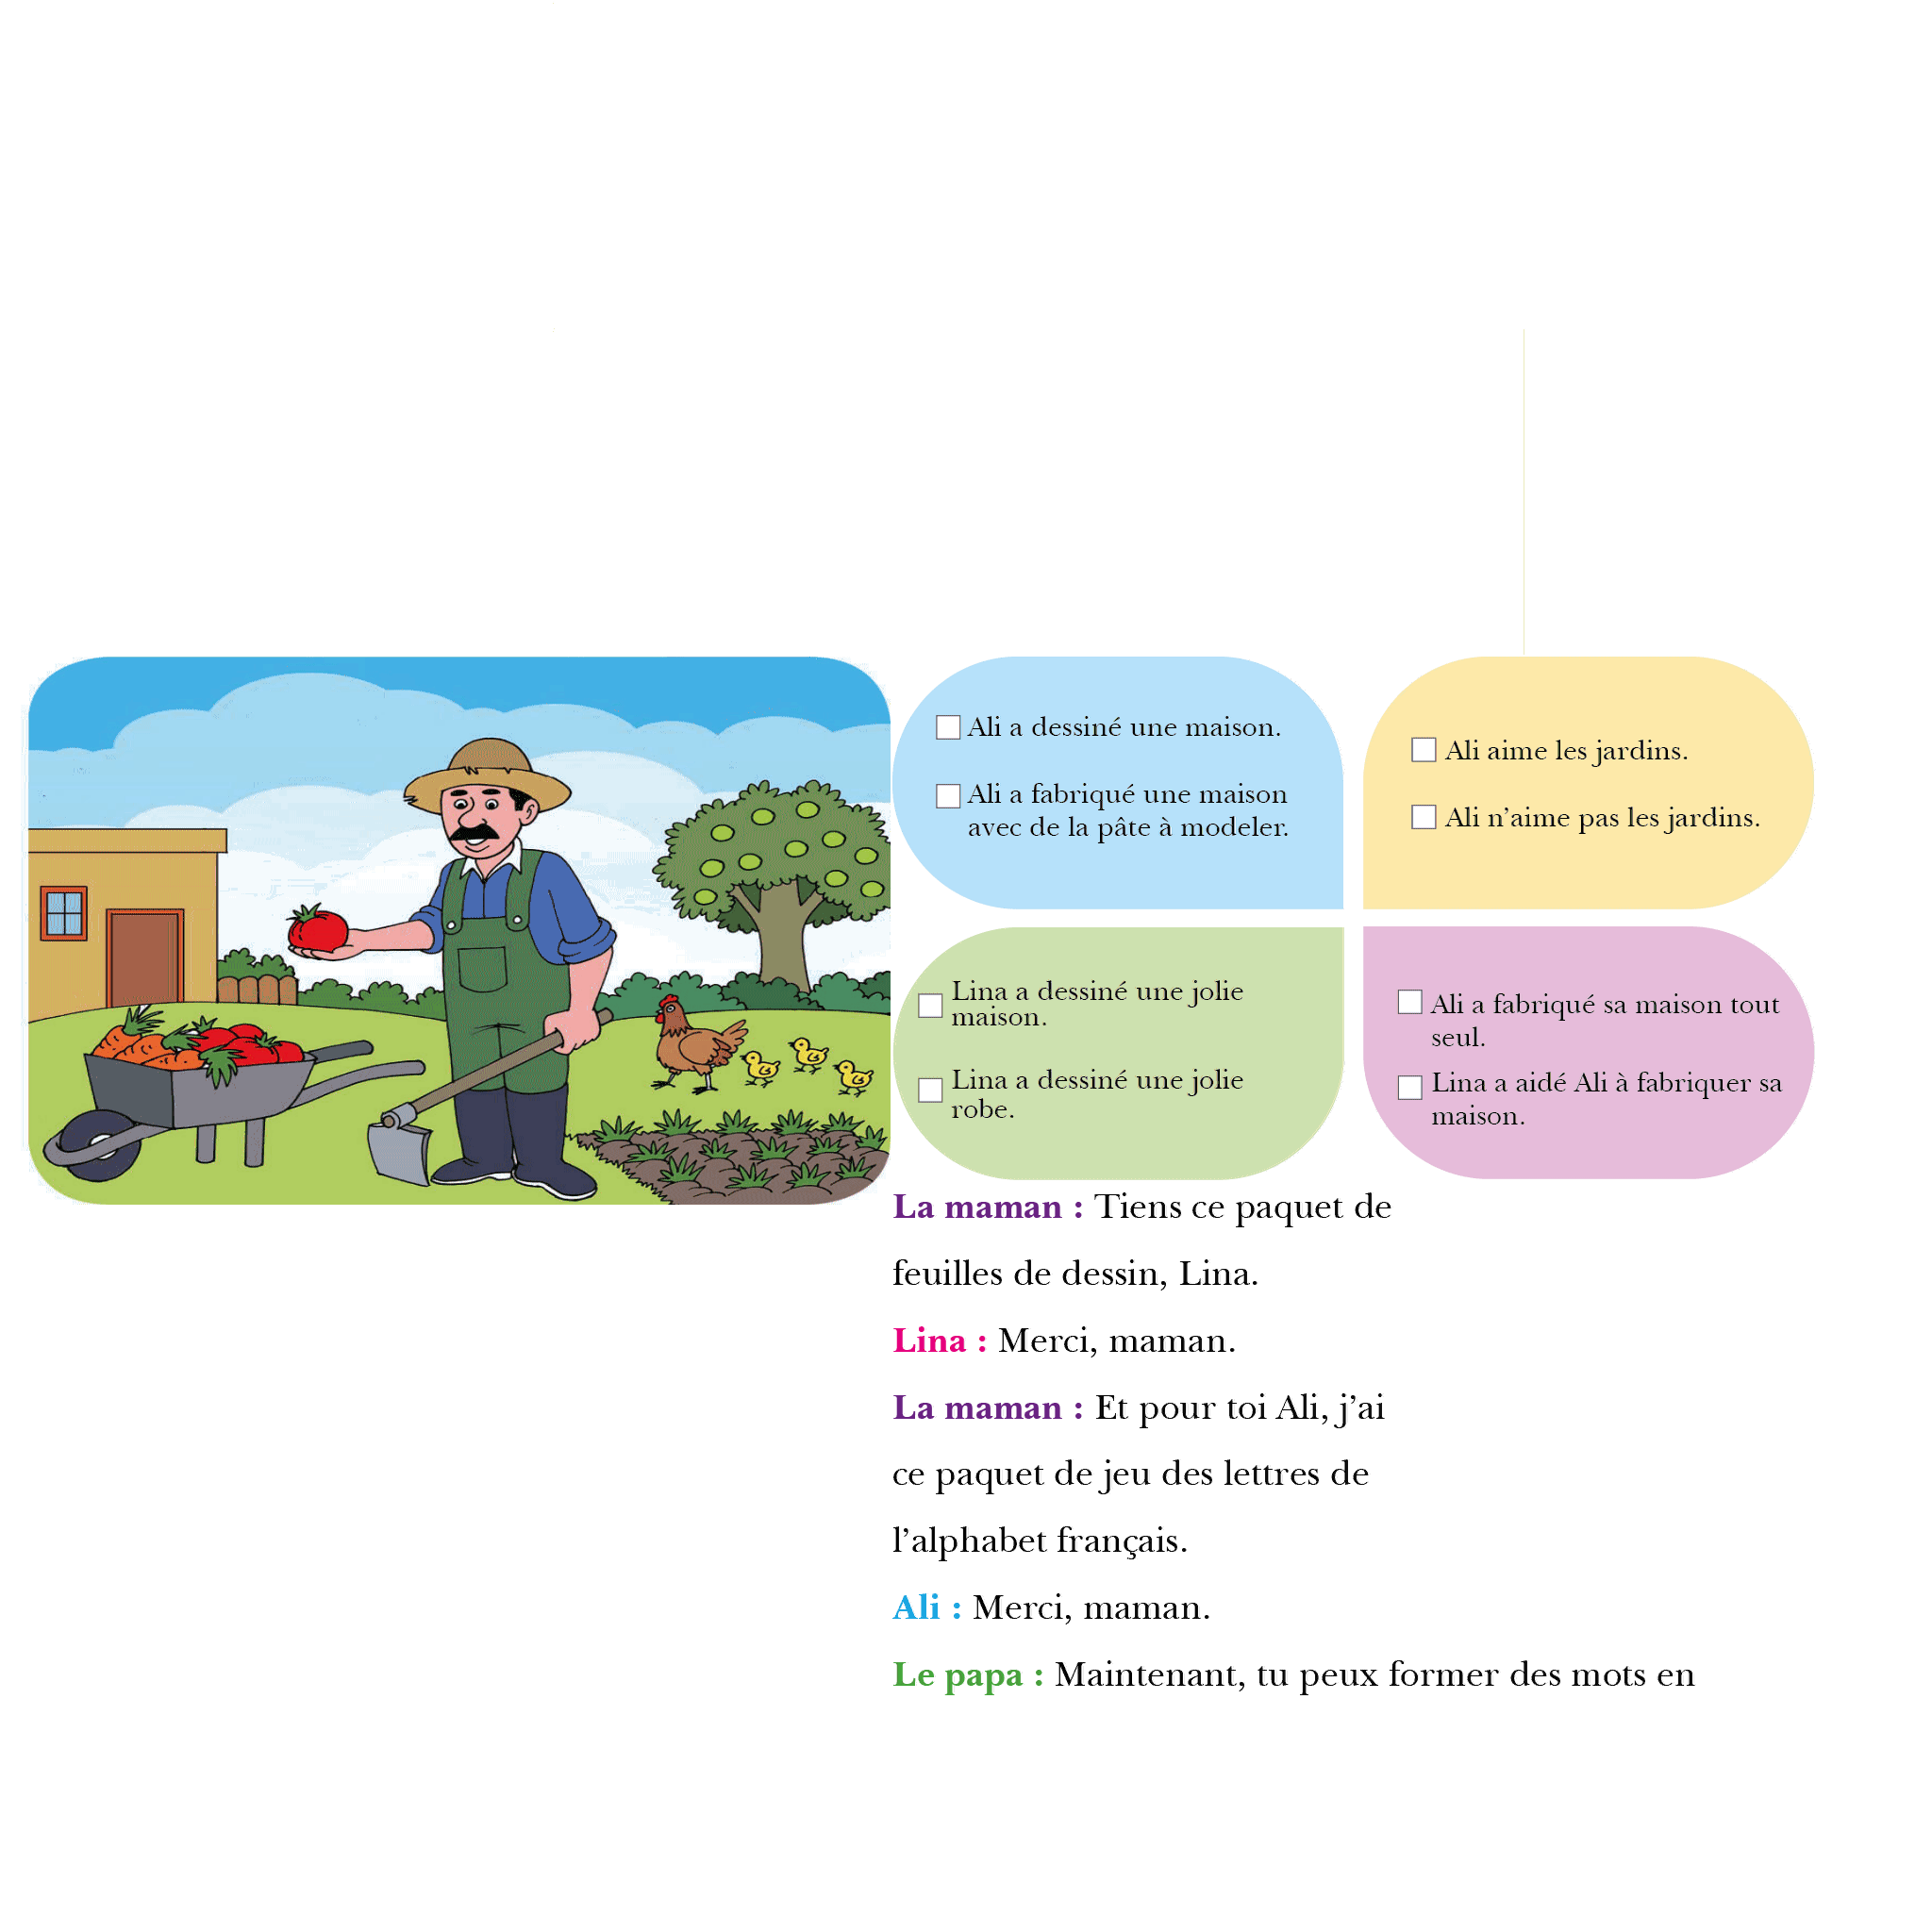 Ali a dessiné une maison.
Ali a fabriqué une maison
avec de la pâte à modeler.
Ali aime les jardins.
Ali n’aime pas les jardins.
Lina a dessiné une jolie
maison.
Lina a dessiné une jolie
robe.
Ali a fabriqué sa maison tout
seul.
Lina a aidé Ali à fabriquer sa
maison.
La maman : Tiens ce paquet de
feuilles de dessin, Lina.
Lina : Merci, maman.
La maman : Et pour toi Ali, j’ai
ce paquet de jeu des lettres de
l’alphabet français.
Ali : Merci, maman.
Le papa : Maintenant, tu peux former des mots en